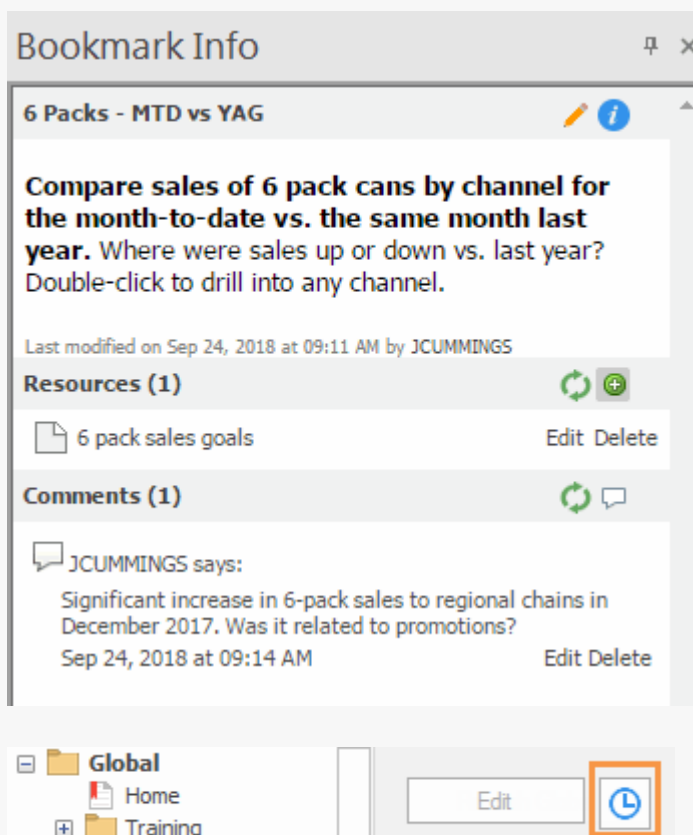 Bookmark Info
6 Packs - MTD vs YAG
Compare sales of 6 pack cans by channel for
the month-to-date vs. the same month last
year. Where were sales up or down vs. last year?
Double-click to drill into any channel.
Last modified on Sep 24, 2018 at 09:11 AM by JCUMMINGS
Resources (1)
6 pack sales goals Edit Delete
Comments (1)
JCUMMINGS says:
Significant increase in 6-pack sales to regional chains in
December 2017. Was it related to promotions?
Sep 24, 2018 at 09:14 AM Edit Delete
Global
Home
Edit
Training